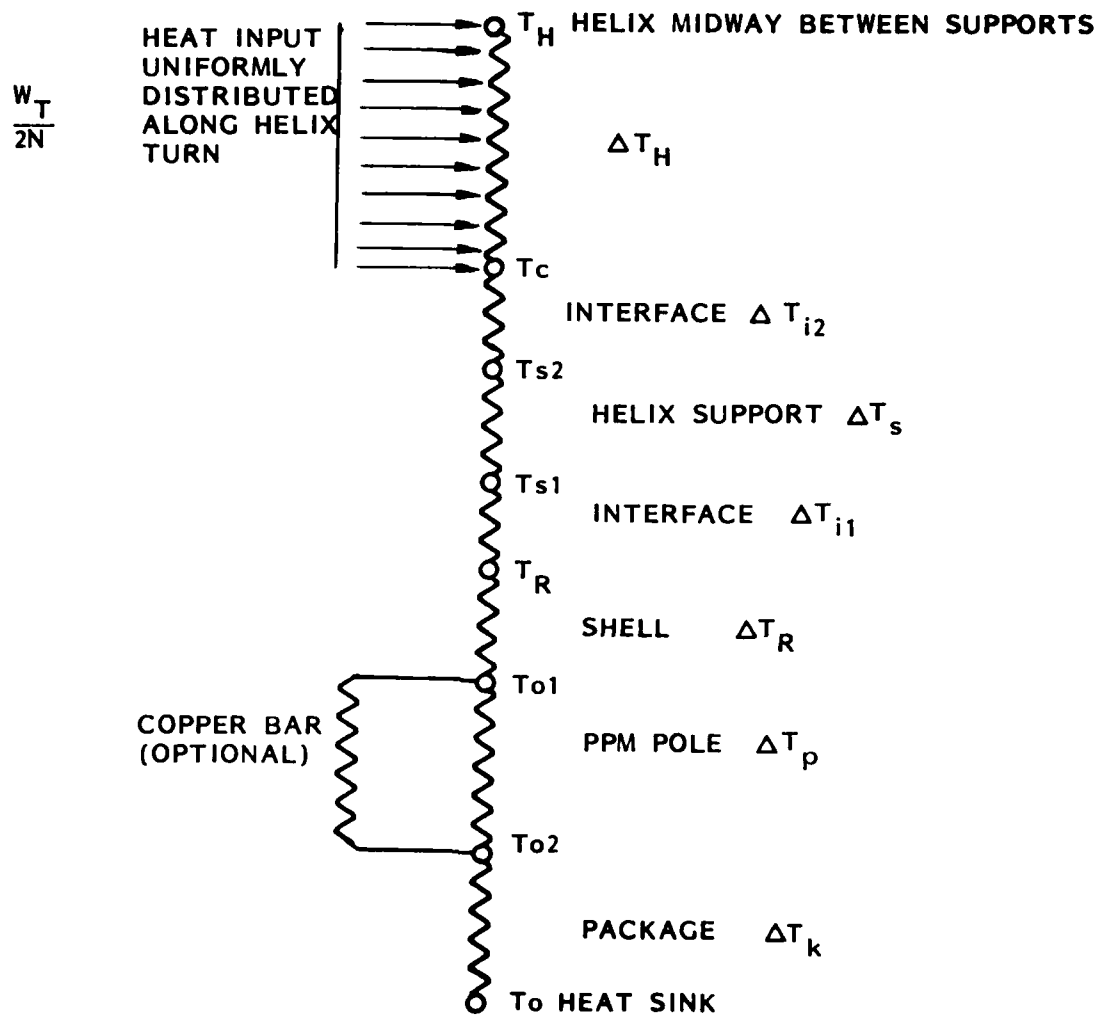 T_H HELIX MIDWAY BETWEEN SUPPORTS
HEAT INPUT
UNIFORMLY
DISTRIBUTED
ALONG HELIX
TURN
W_T
2N
ΔT_H
Tc
INTERFACE Δ T_i2
Ts2
HELIX SUPPORT ΔT_s
Ts1
INTERFACE ΔT_i1
T_R
SHELL ΔT_R
To1
COPPER BAR
(OPTIONAL)
PPM POLE ΔT_p
To2
PACKAGE ΔT_k
To HEAT SINK